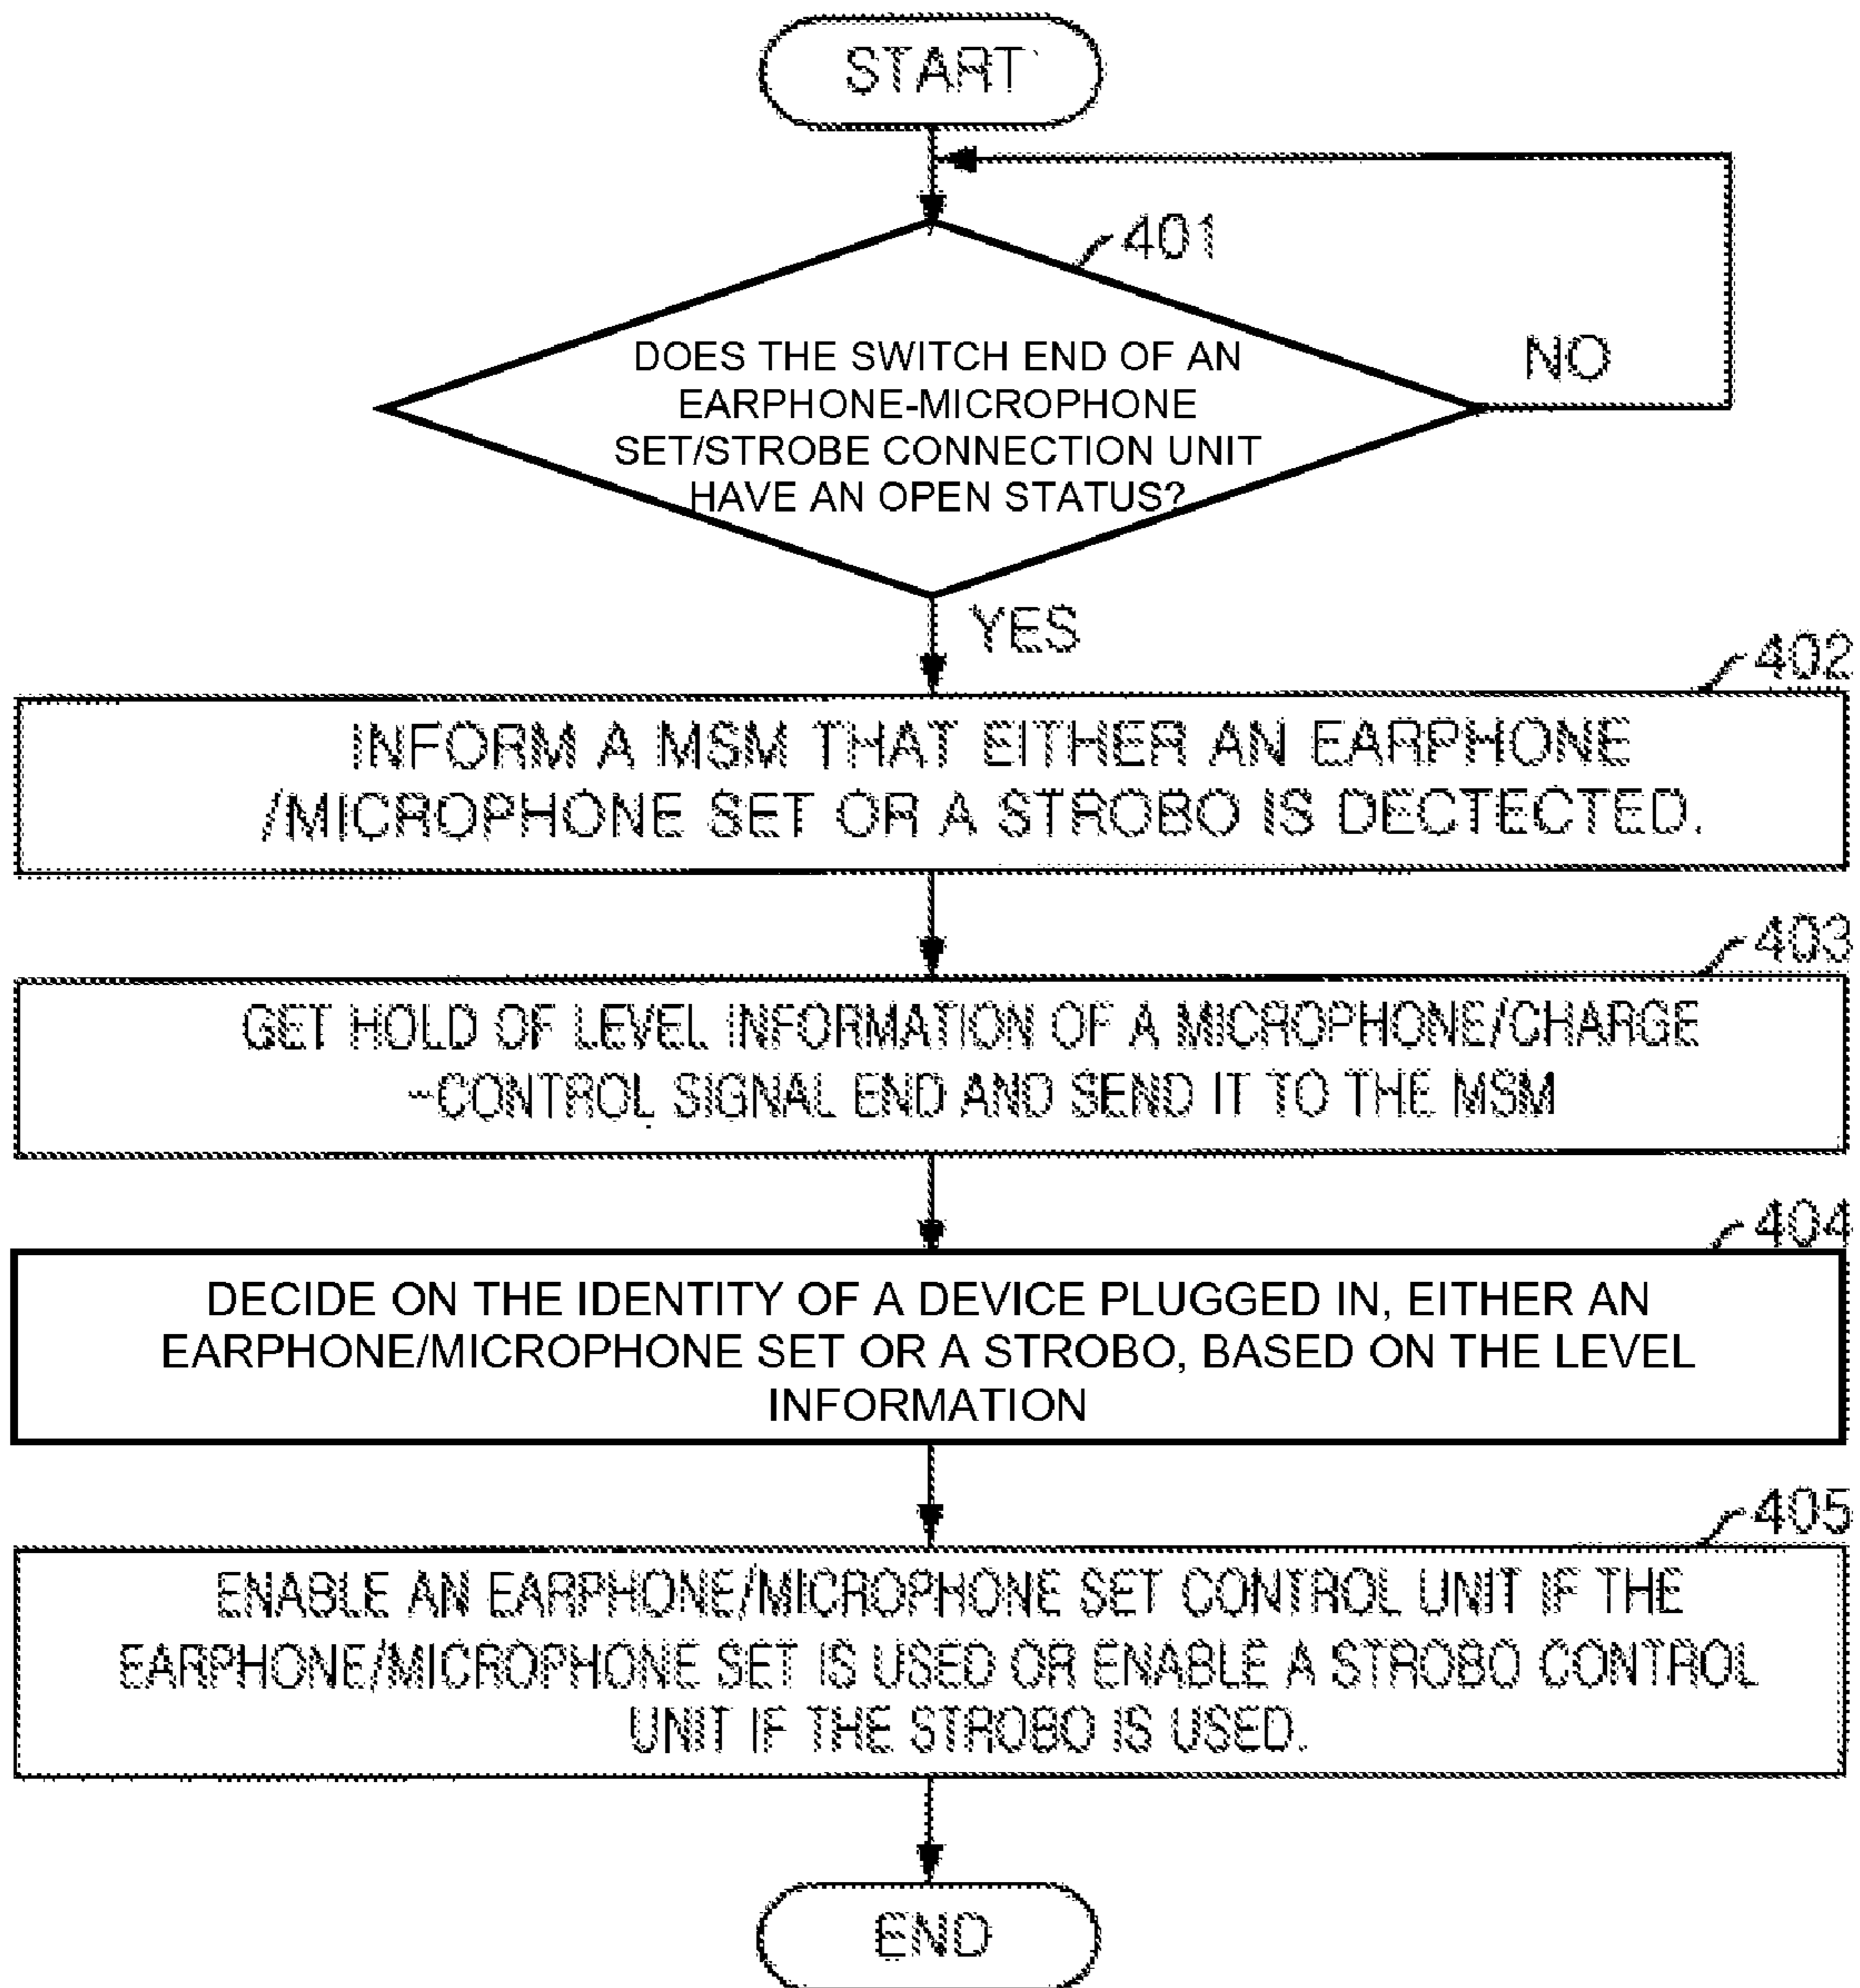 START
401
DOES THE SWITCH END OF AN
EARPHONE-MICROPHONE
SET/STROBE CONNECTION UNIT
HAVE AN OPEN STATUS?
NO
YES
402
INFORM A MSM THAT EITHER AN EARPHONE
/MICROPHONE SET OR A STROBO IS DECTECTED.
403
GET HOLD OF LEVEL INFORMATION OF A MICROPHONE/CHARGE
-CONTROL SIGNAL END AND SEND IT TO THE MSM
404
DECIDE ON THE IDENTITY OF A DEVICE PLUGGED IN, EITHER AN
EARPHONE/MICROPHONE SET OR A STROBO, BASED ON THE LEVEL
INFORMATION
405
ENABLE AN EARPHONE/MICROPHONE SET CONTROL UNIT IF THE
EARPHONE/MICROPHONE SET IS USED OR ENABLE A STROBO CONTROL
UNIT IF THE STROBO IS USED.
END